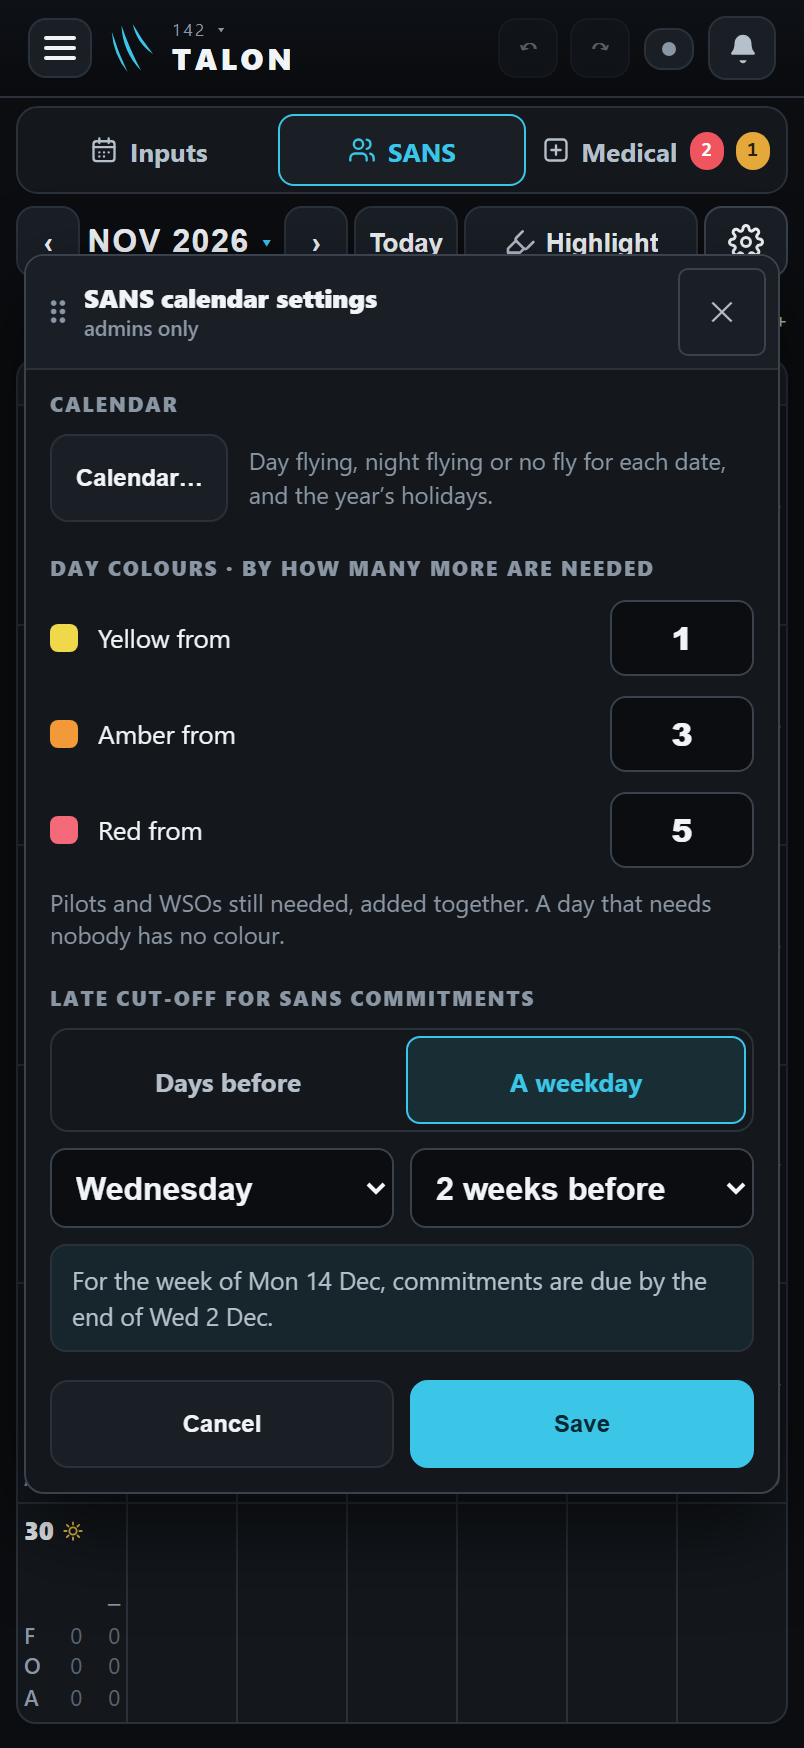 142
TALON
Inputs
SANS
Medical 2 1
‹ NOV 2026 › Today Highlight
SANS calendar settings
admins only
CALENDAR
Calendar...
Day flying, night flying or no fly for each date,
and the year’s holidays.
DAY COLOURS · BY HOW MANY MORE ARE NEEDED
Yellow from 1
Amber from 3
Red from 5
Pilots and WSOs still needed, added together. A day that needs
nobody has no colour.
LATE CUT-OFF FOR SANS COMMITMENTS
Days before
A weekday
Wednesday
2 weeks before
For the week of Mon 14 Dec, commitments are due by the
end of Wed 2 Dec.
Cancel
Save
30
–
F 0 0
O 0 0
A 0 0